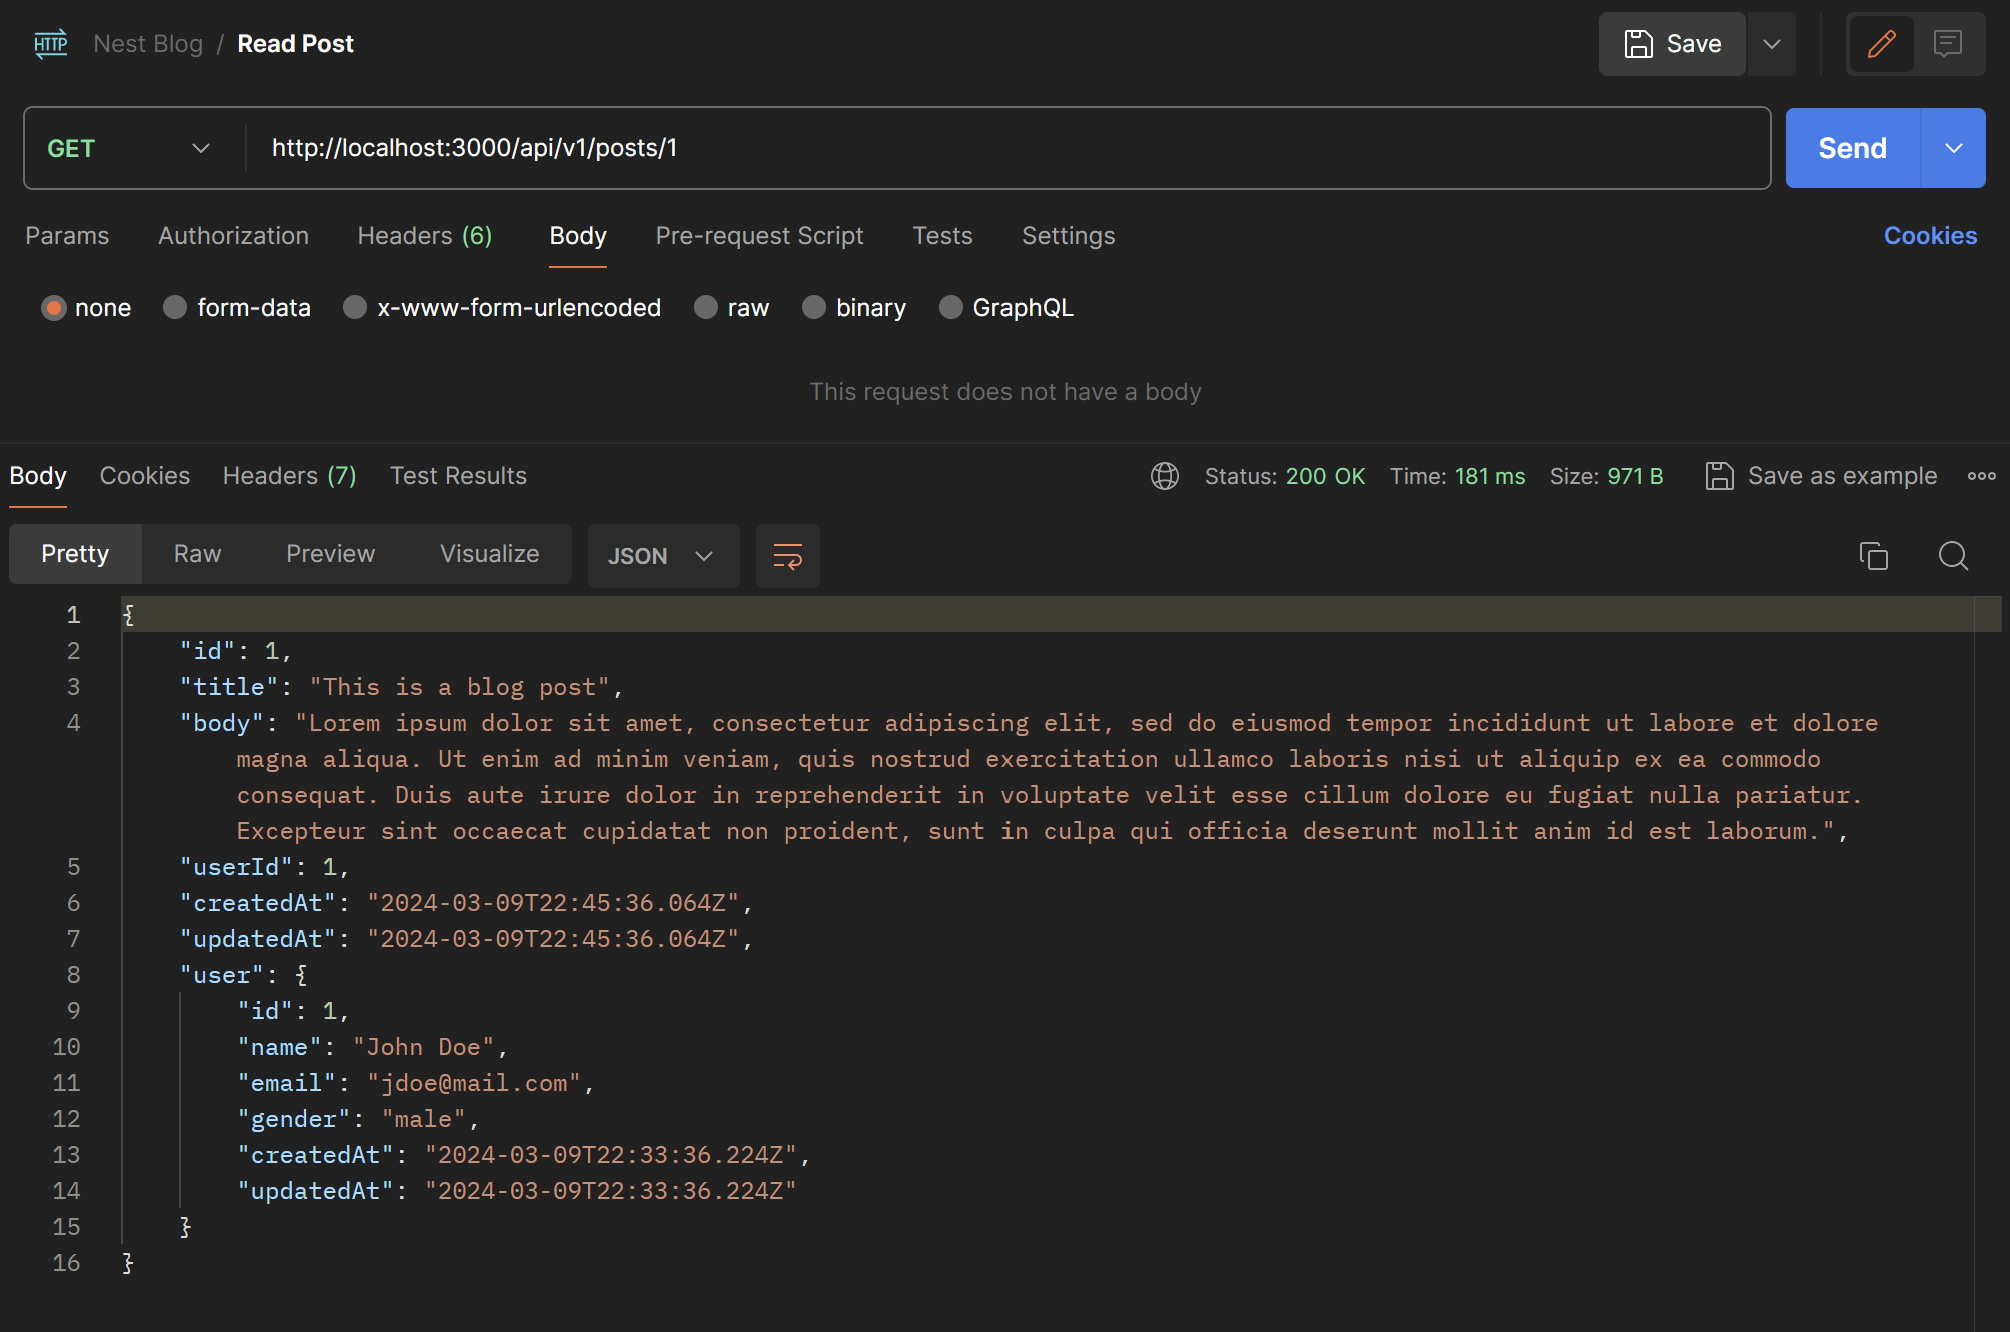 HTTP Nest Blog / Read Post Save
GET http://localhost:3000/api/v1/posts/1 Send
Params Authorization Headers (6) Body Pre-request Script Tests Settings Cookies
none form-data x-www-form-urlencoded raw binary GraphQL
This request does not have a body
Body Cookies Headers (7) Test Results Status: 200 OK Time: 181 ms Size: 971 B Save as example
Pretty Raw Preview Visualize JSON
1 {
2 "id": 1,
3 "title": "This is a blog post",
4 "body": "Lorem ipsum dolor sit amet, consectetur adipiscing elit, sed do eiusmod tempor incididunt ut labore et dolore
magna aliqua. Ut enim ad minim veniam, quis nostrud exercitation ullamco laboris nisi ut aliquip ex ea commodo
consequat. Duis aute irure dolor in reprehenderit in voluptate velit esse cillum dolore eu fugiat nulla pariatur.
Excepteur sint occaecat cupidatat non proident, sunt in culpa qui officia deserunt mollit anim id est laborum.",
5 "userId": 1,
6 "createdAt": "2024-03-09T22:45:36.064Z",
7 "updatedAt": "2024-03-09T22:45:36.064Z",
8 "user": {
9 "id": 1,
10 "name": "John Doe",
11 "email": "jdoe@mail.com",
12 "gender": "male",
13 "createdAt": "2024-03-09T22:33:36.224Z",
14 "updatedAt": "2024-03-09T22:33:36.224Z"
15 }
16 }